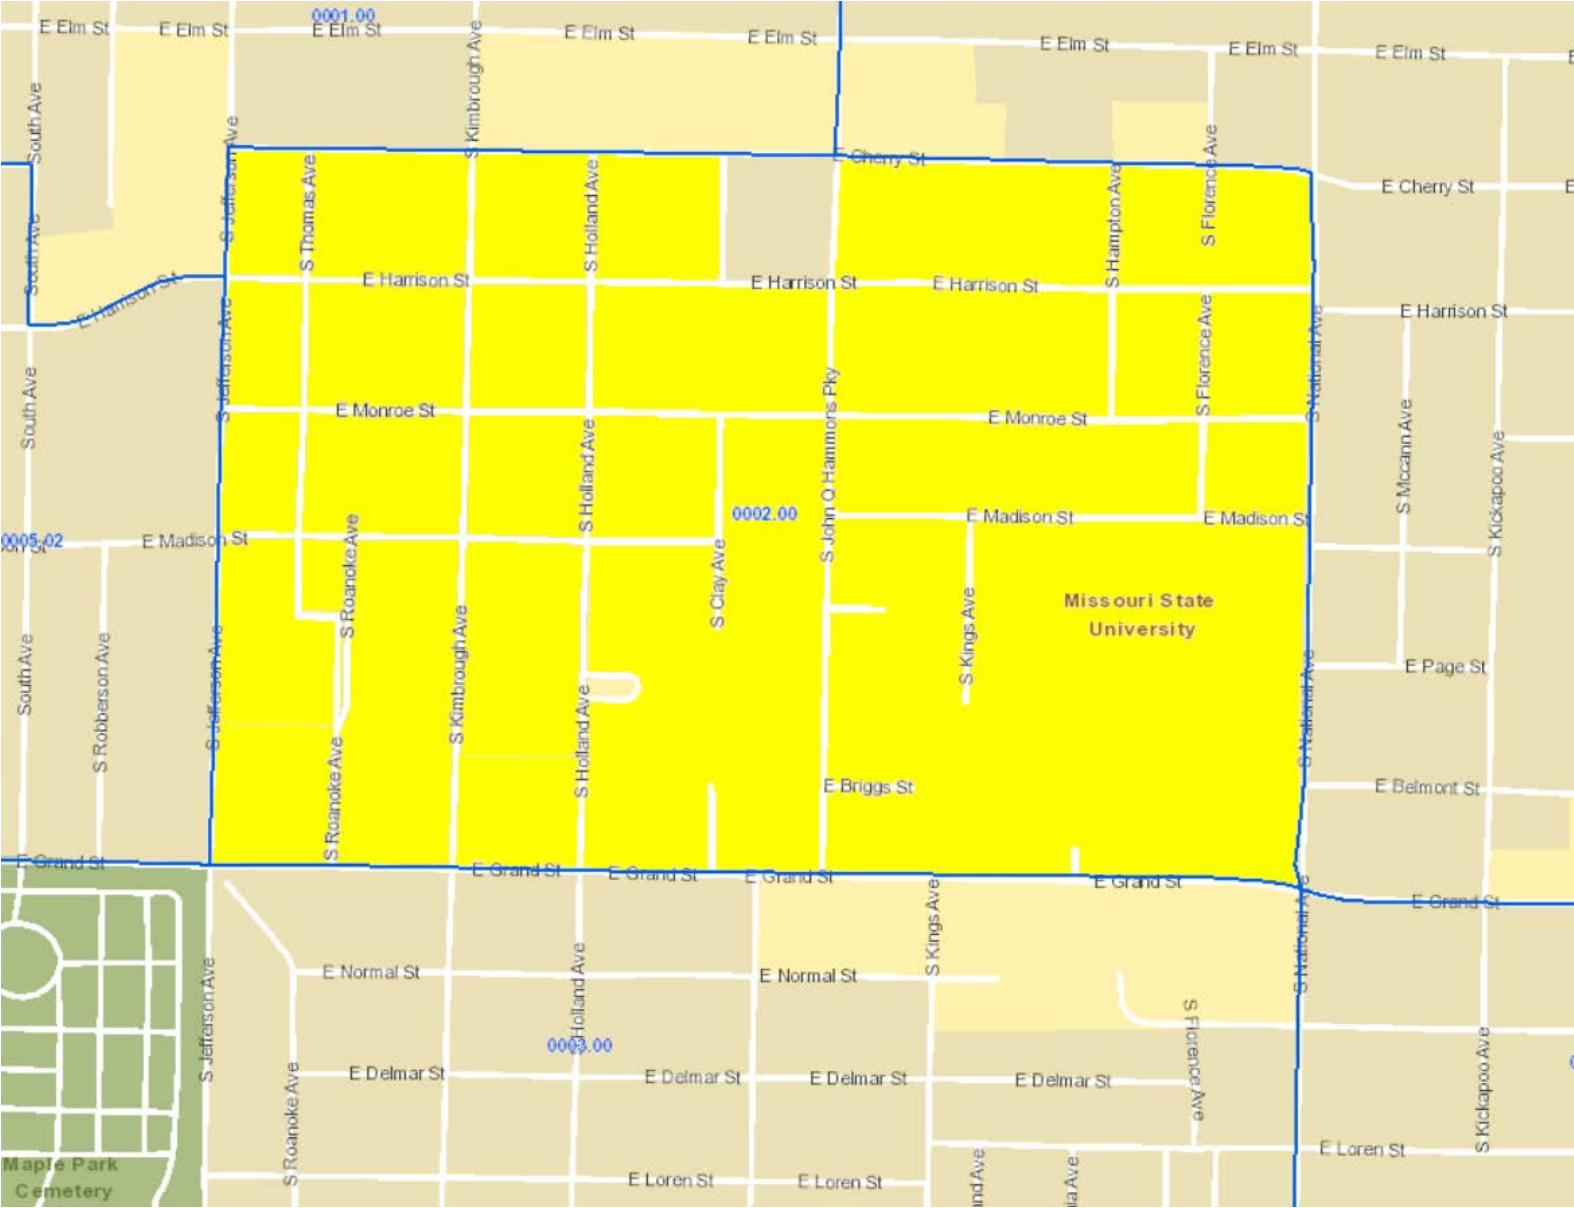 0001.00
E Elm St
E Elm St
E Elm St
E Elm St
E Elm St
E Elm St
E Elm St
E Elm St
South Ave
S Kimbrough Ave
S Jefferson Ave
E Cherry St
E Cherry St
S Thomas Ave
S Holland Ave
S Hampton Ave
S Florence Ave
South Ave
S Jefferson Ave
E Harrison St
E Harrison St
E Harrison St
E Harrison St
E Harrison St
S Jefferson Ave
S Florence Ave
S National Ave
South Ave
E Monroe St
E Monroe St
S Holland Ave
S John Q Hammons Pky
S Mccann Ave
S Kickapoo Ave
0002.00
E Madison St
E Madison St
0005.02
E Madison St
S Roanoke Ave
S Clay Ave
S Kings Ave
Missouri State
University
South Ave
S Robberson Ave
S Jefferson Ave
S Kimbrough Ave
S Holland Ave
E Page St
S National Ave
S Roanoke Ave
E Briggs St
E Belmont St
E Grand St
E Grand St
E Grand St
E Grand St
E Grand St
E Grand St
S Kings Ave
S National Ave
S Jefferson Ave
E Normal St
E Normal St
Holland Ave
0003.00
S Florence Ave
S Kickapoo Ave
S Roanoke Ave
E Delmar St
E Delmar St
E Delmar St
E Delmar St
E Loren St
E Loren St
E Loren St
Maple Park
Cemetery